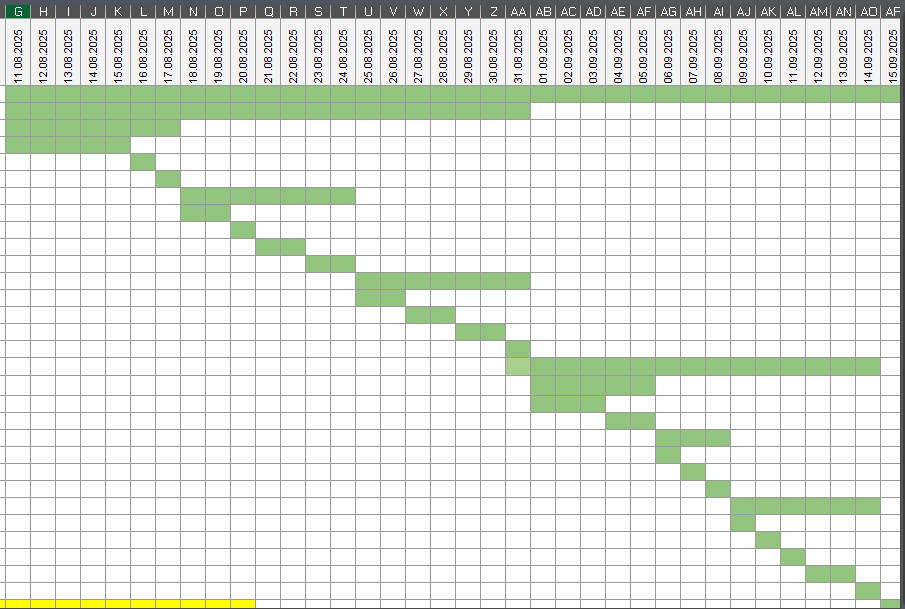 G H I J K L M N O P Q R S T U V W X Y Z AA AB AC AD AE AF AG AH AI AJ AK AL AM AN AO AF
11.08.2025 12.08.2025 13.08.2025 14.08.2025 15.08.2025 16.08.2025 17.08.2025 18.08.2025 19.08.2025 20.08.2025 21.08.2025 22.08.2025 23.08.2025 24.08.2025 25.08.2025 26.08.2025 27.08.2025 28.08.2025 29.08.2025 30.08.2025 31.08.2025 01.09.2025 02.09.2025 03.09.2025 04.09.2025 05.09.2025 06.09.2025 07.09.2025 08.09.2025 09.09.2025 10.09.2025 11.09.2025 12.09.2025 13.09.2025 14.09.2025 15.09.2025